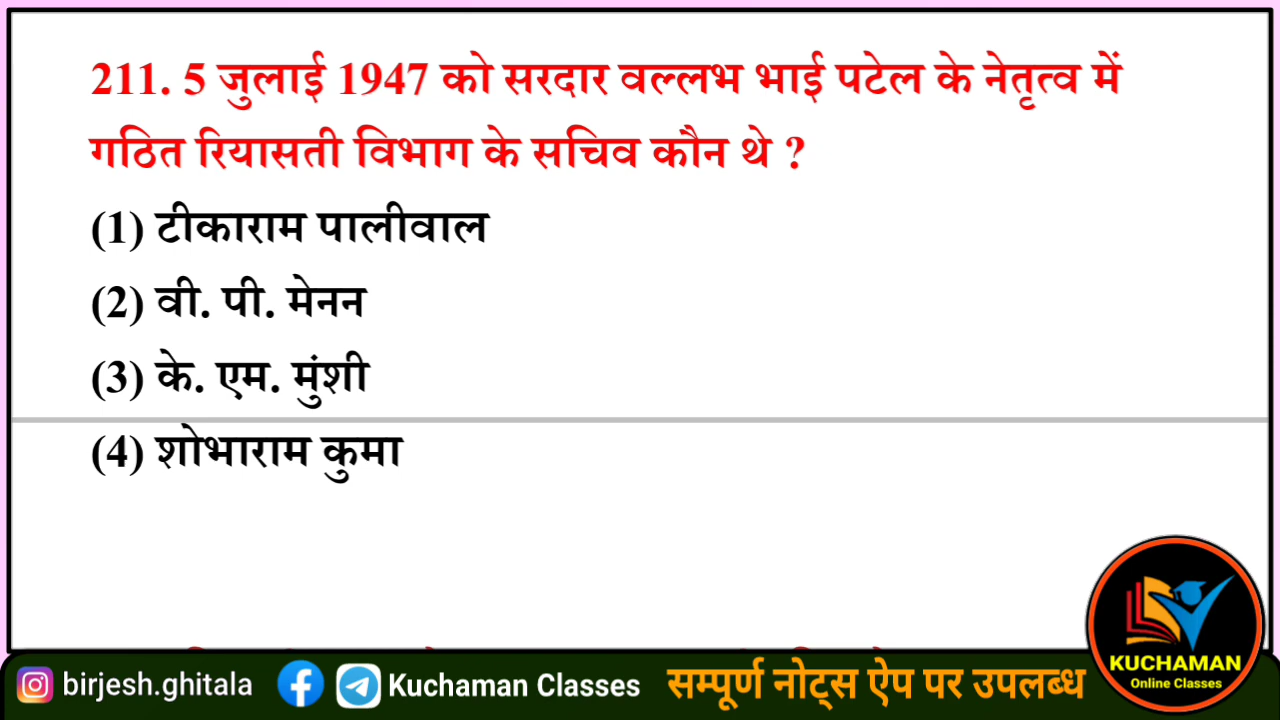 211. 5 जुलाई 1947 को सरदार वल्लभ भाई पटेल के नेतृत्व में
गठित रियासती विभाग के सचिव कौन थे ?
(1) टीकाराम पालीवाल
(2) वी. पी. मेनन
(3) के. एम. मुंशी
(4) शोभाराम कुमा
birjesh.ghitala
Kuchaman Classes
सम्पूर्ण नोट्स ऐप पर उपलब्ध
KUCHAMAN
Online Classes